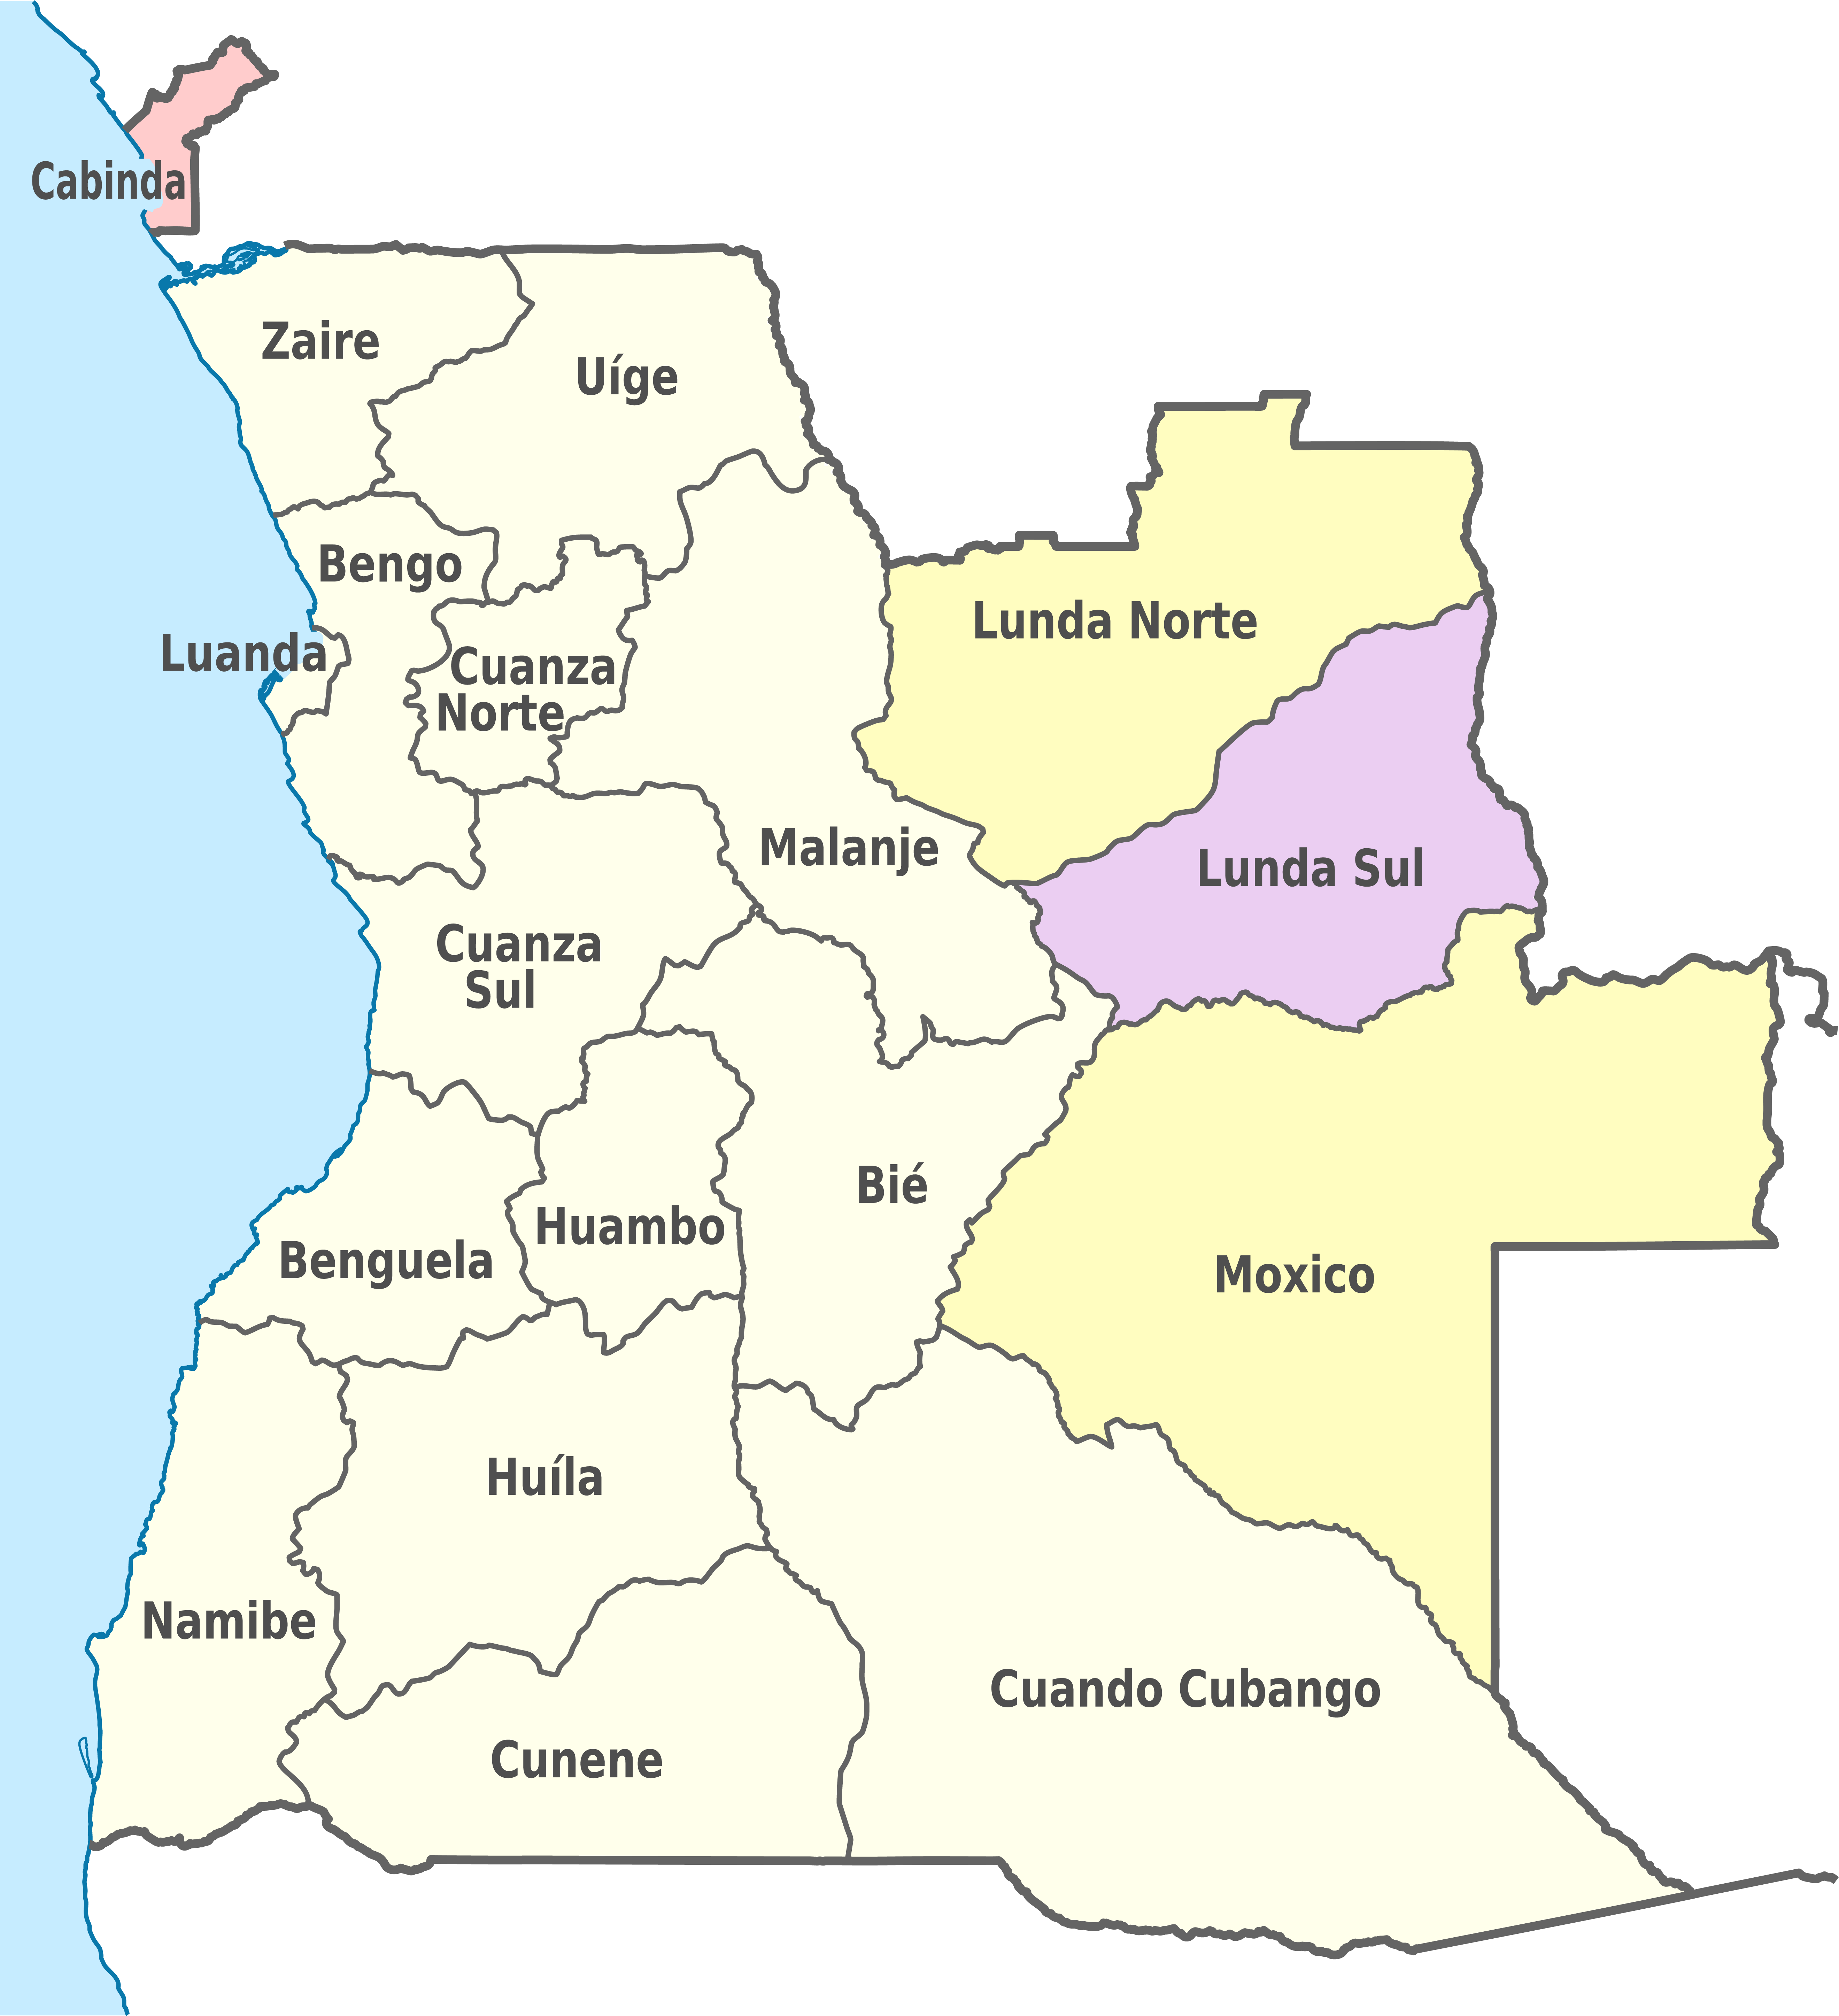 Cabinda
Zaire
Uíge
Bengo
Lunda Norte
Luanda
Cuanza
Norte
Malanje
Lunda Sul
Cuanza
Sul
Bié
Huambo
Benguela
Moxico
Huíla
Namibe
Cuando Cubango
Cunene